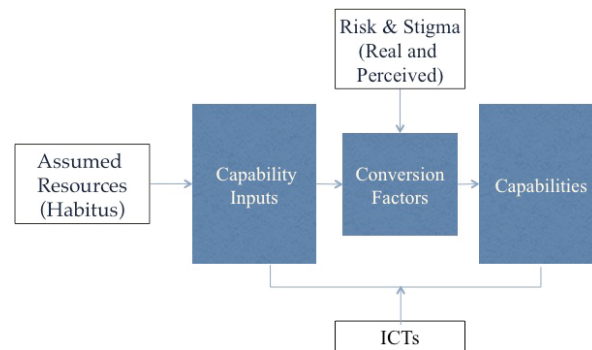 Risk & Stigma
(Real and
Perceived)
Assumed
Resources
(Habitus)
Capability
Inputs
Conversion
Factors
Capabilities
ICTs